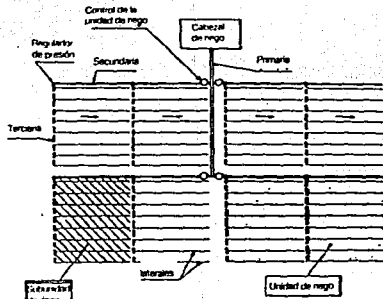 Control de la
unidad de riego
Cabezal
de riego
Regulador
de presión
Secundaria
Primaria
Terciaria
laterales
Subunidad
Unidad de riego